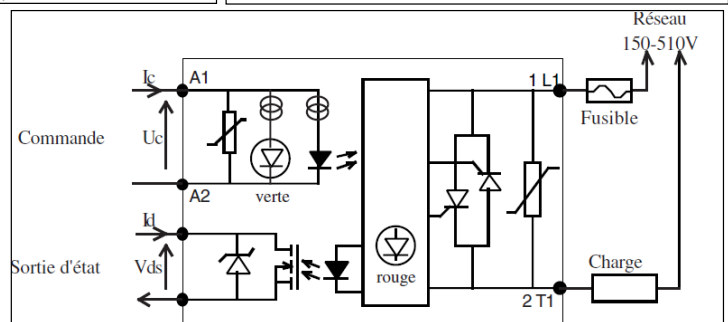 Réseau
150-510V
Ic
A1
1 L1
Fusible
Commande
Uc
A2
verte
Id
Sortie d'état
Vds
rouge
Charge
2 T1